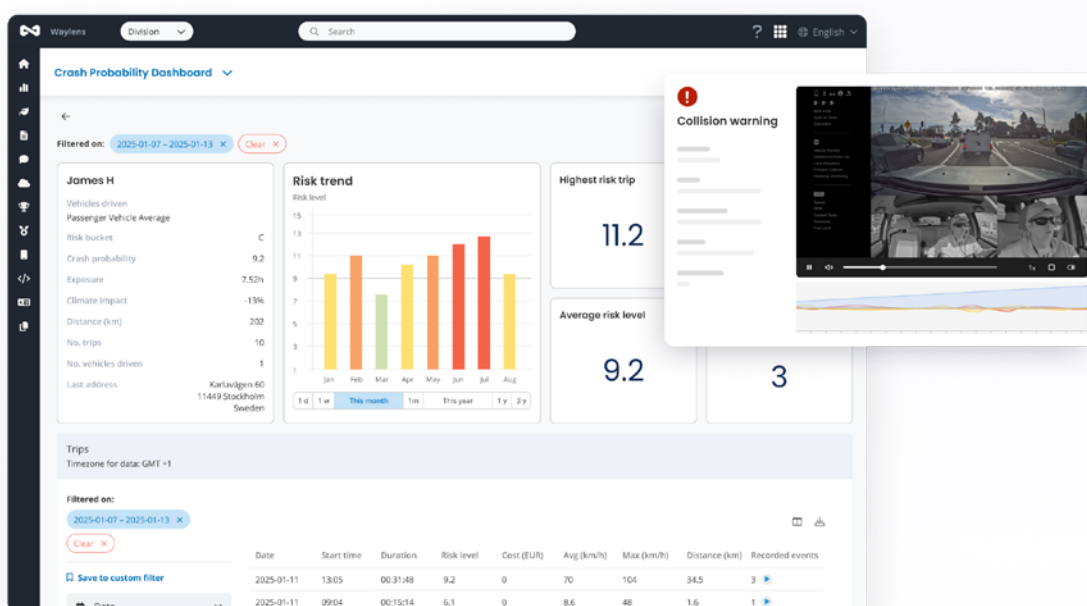 Waylens
Division
Search
?
English
Crash Probability Dashboard
Filtered on:
2025-01-07 – 2025-01-13 ×
Clear ×
James H
Vehicles driven
Passenger Vehicle Average
Risk bucket C
Crash probability 9.2
Exposure 7.52h
Climate impact -13%
Distance (km) 202
No. trips 10
No. vehicles driven 1
Last address Karlavägen 60
11449 Stockholm
Sweden
Risk trend
Risk level
15
13
11
9
7
5
3
1
Jan Feb Mar Apr May Jun Jul Aug
1 d 1 w This month 1m This year 1 y 3 y
Highest risk trip
11.2
Average risk level
9.2
3
Collision warning
1x
Trips
Timezone for data: GMT +1
Filtered on:
2025-01-07 – 2025-01-13 ×
Clear ×
Save to custom filter
Date
Date Start time Duration Risk level Cost (EUR) Avg (km/h) Max (km/h) Distance (km) Recorded events
2025-01-11 13:05 00:31:48 9.2 0 70 104 34.5 3
2025-01-11 09:04 00:15:14 6.1 0 8.6 48 1.6 1